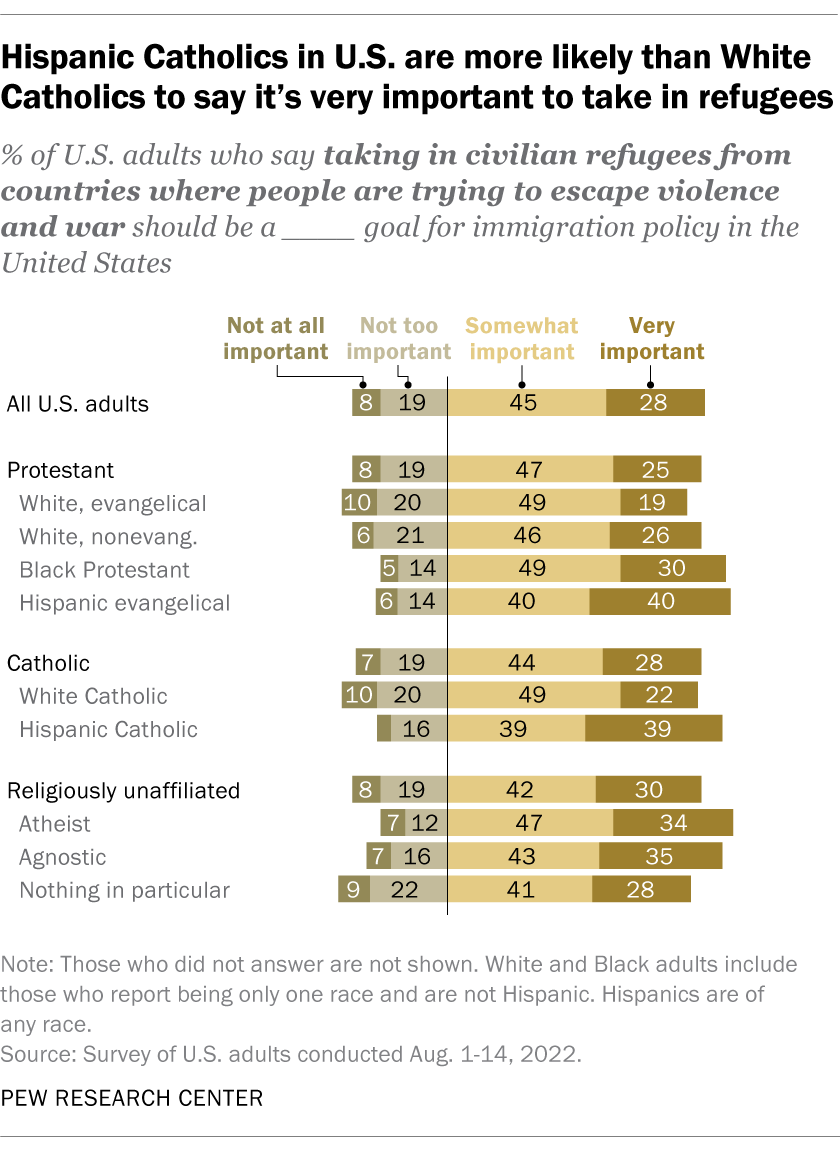 Hispanic Catholics in U.S. are more likely than White
Catholics to say it's very important to take in refugees
% of U.S. adults who say taking in civilian refugees from
countries where people are trying to escape violence
and war should be a ____ goal for immigration policy in the
United States
Not at all important Not too important Somewhat important Very important
All U.S. adults 8 19 45 28
Protestant 8 19 47 25
White, evangelical 10 20 49 19
White, nonevang. 6 21 46 26
Black Protestant 5 14 49 30
Hispanic evangelical 6 14 40 40
Catholic 7 19 44 28
White Catholic 10 20 49 22
Hispanic Catholic 16 39 39
Religiously unaffiliated 8 19 42 30
Atheist 7 12 47 34
Agnostic 7 16 43 35
Nothing in particular 9 22 41 28
Note: Those who did not answer are not shown. White and Black adults include
those who report being only one race and are not Hispanic. Hispanics are of
any race.
Source: Survey of U.S. adults conducted Aug. 1-14, 2022.
PEW RESEARCH CENTER